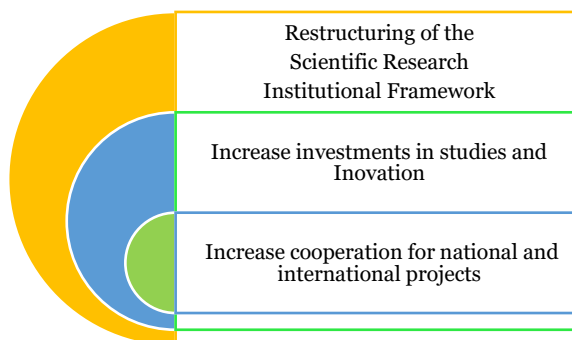 Restructuring of the
Scientific Research
Institutional Framework
Increase investments in studies and
Inovation
Increase cooperation for national and
international projects